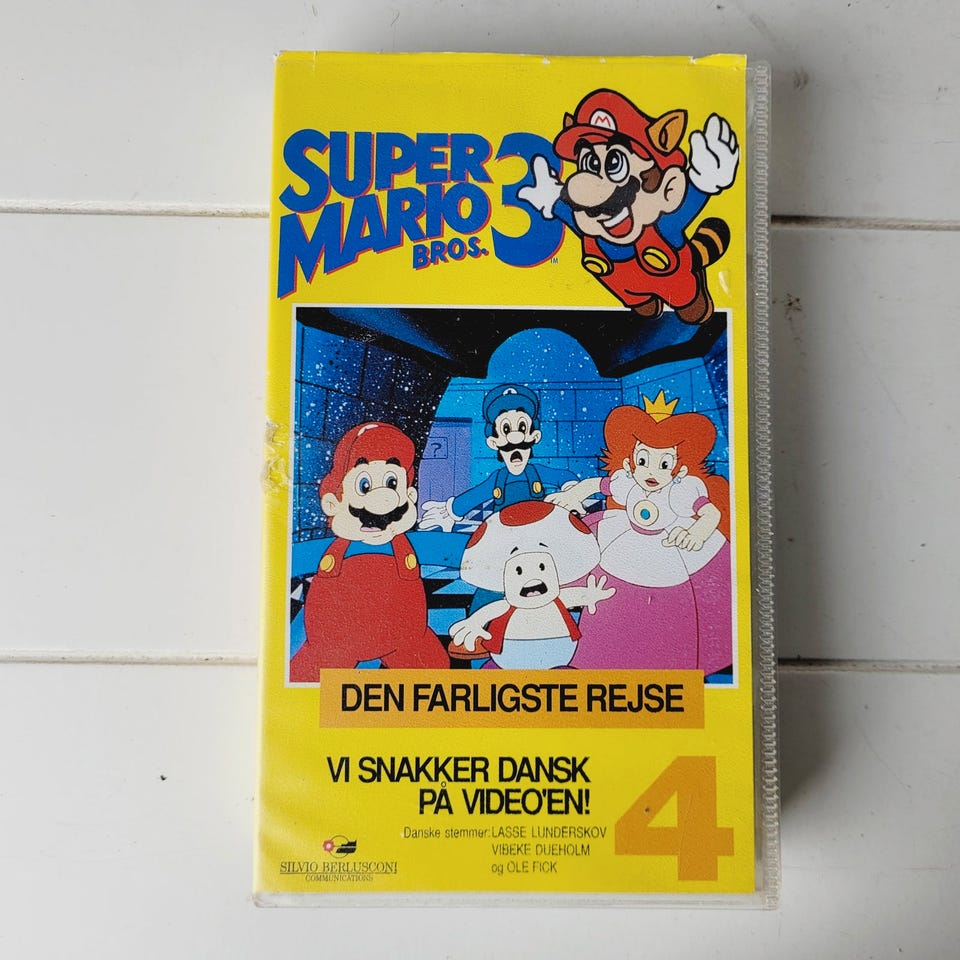 SUPER
MARIO
BROS. 3 TM
M
?
DEN FARLIGSTE REJSE
VI SNAKKER DANSK
PÅ VIDEO'EN!
4
Danske stemmer: LASSE LUNDERSKOV
VIBEKE DUEHOLM
og OLE FICK
SILVIO BERLUSCONI
COMMUNICATIONS